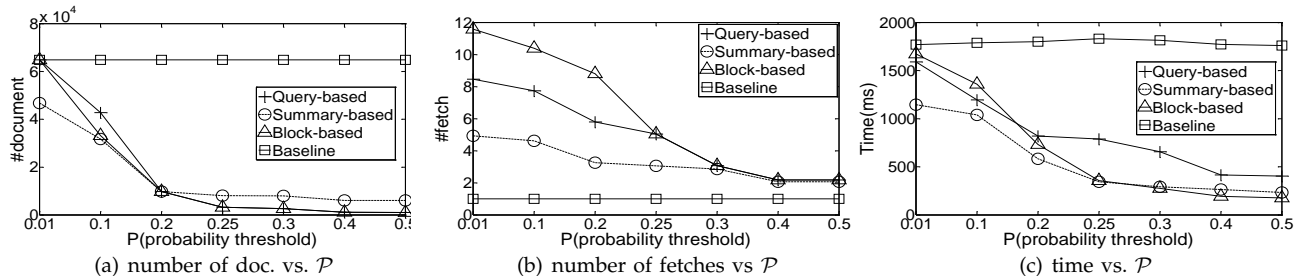 8 x 10⁴
6
4
2
0
#document
0.01 0.1 0.2 0.25 0.3 0.4 0.5
P(probability threshold)
Query-based
Summary-based
Block-based
Baseline
(a) number of doc. vs. P
12
10
8
6
4
2
0
#fetch
0.01 0.1 0.2 0.25 0.3 0.4 0.5
P(probability threshold)
Query-based
Summary-based
Block-based
Baseline
(b) number of fetches vs P
2000
1500
1000
500
0
Time(ms)
0.01 0.1 0.2 0.25 0.3 0.4 0.5
P(probability threshold)
Query-based
Summary-based
Block-based
Baseline
(c) time vs. P